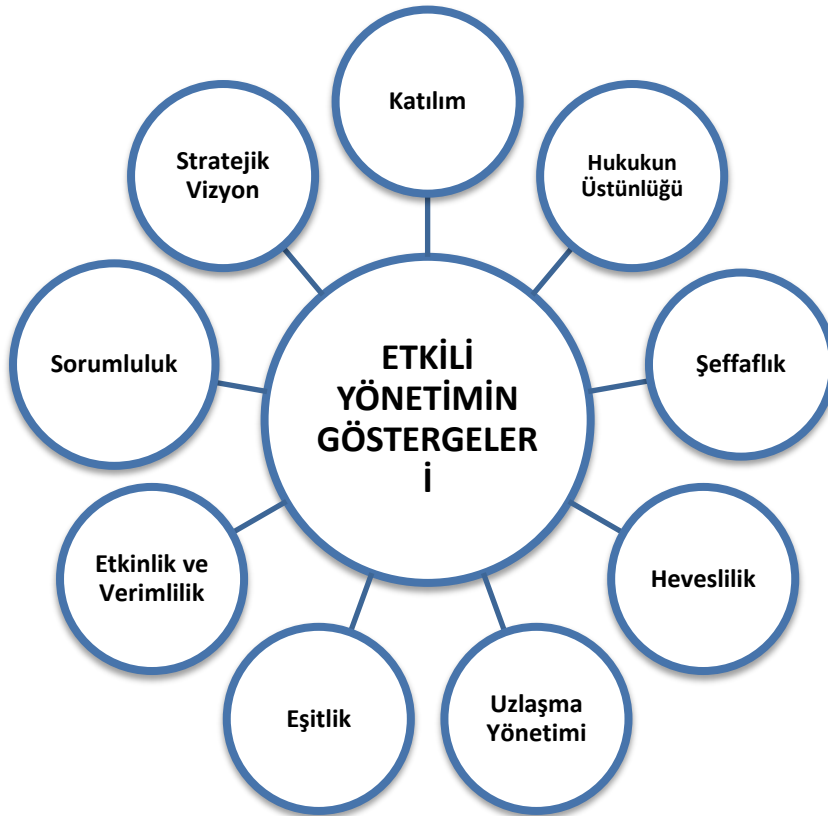 Katılım
Hukukun
Üstünlüğü
Şeffaflık
Heveslilik
Uzlaşma
Yönetimi
Eşitlik
Etkinlik ve
Verimlilik
Sorumluluk
Stratejik
Vizyon
ETKİLİ
YÖNETİMİN
GÖSTERGELER
İ